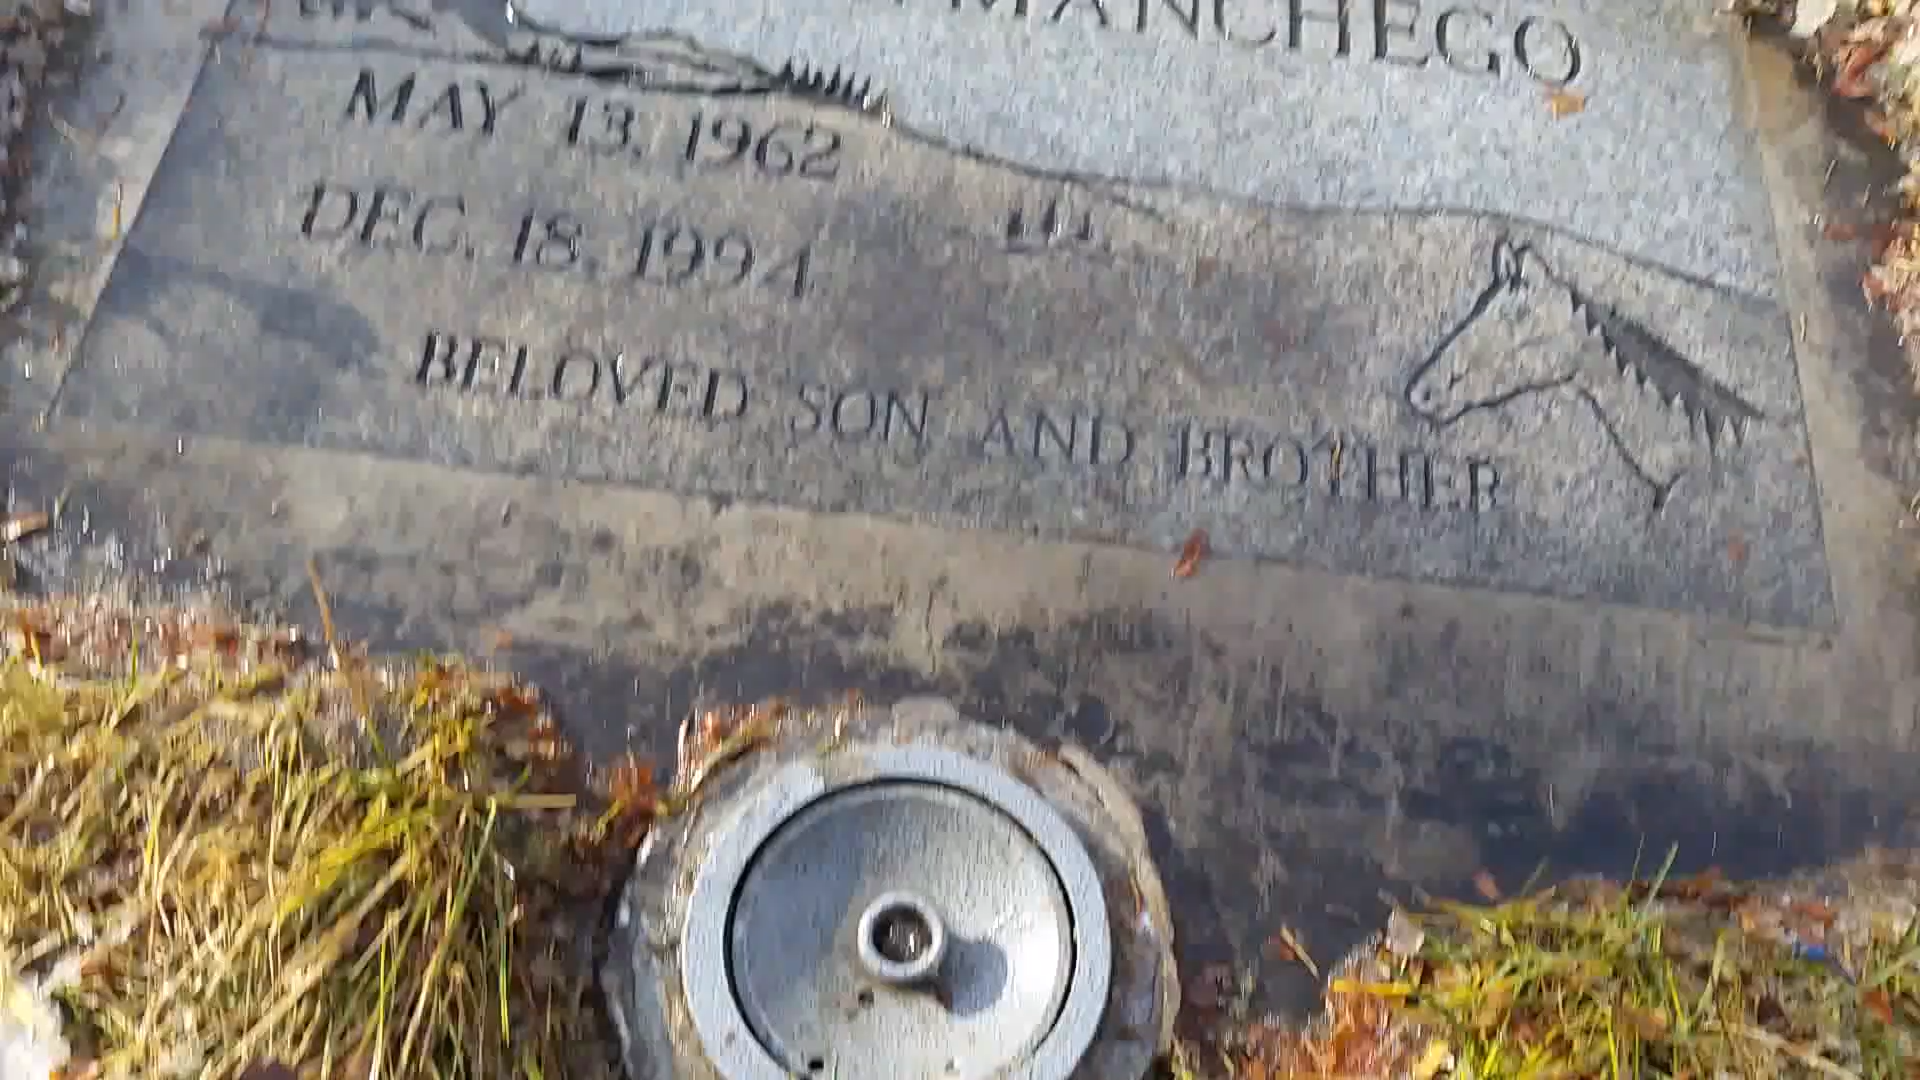 MANCHEGO
MAY 13, 1962
DEC. 18, 1994
BELOVED SON AND BROTHER